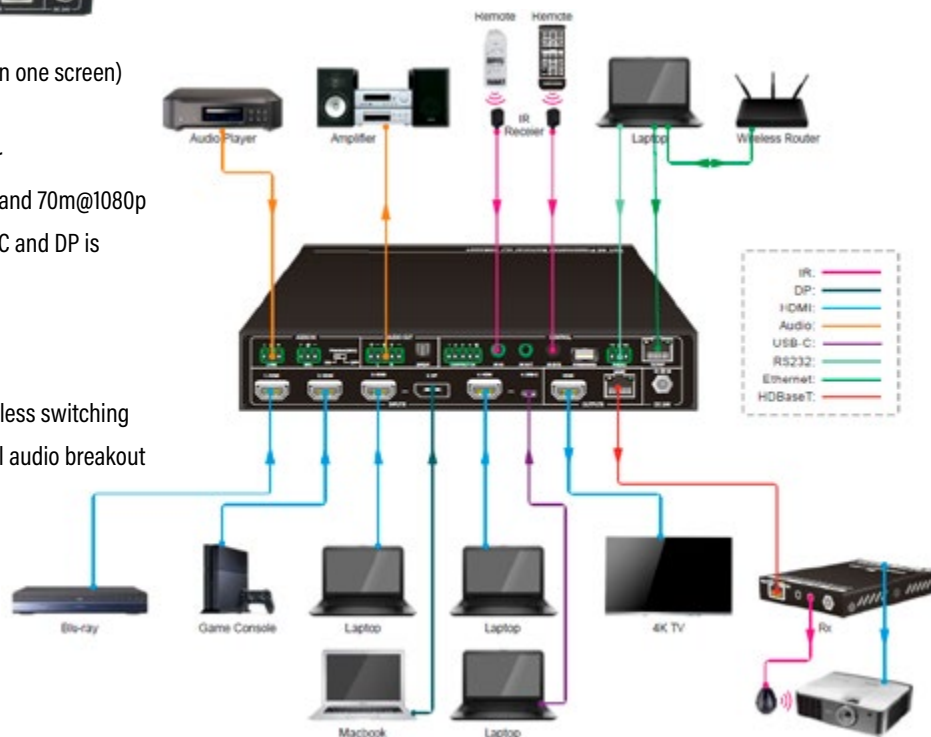 n one screen)
and 70m@1080p
C and DP is
less switching
l audio breakout
Remote
Remote
Audio Player
Amplifier
IR
Receier
Laptop
Wireless Router
IR:
DP:
HDMI:
Audio:
USB-C:
RS232:
Ethernet:
HDBaseT:
INPUTS
OUTPUTS
Blu-ray
Game Console
Laptop
Laptop
4K TV
Rx
Macbook
Laptop